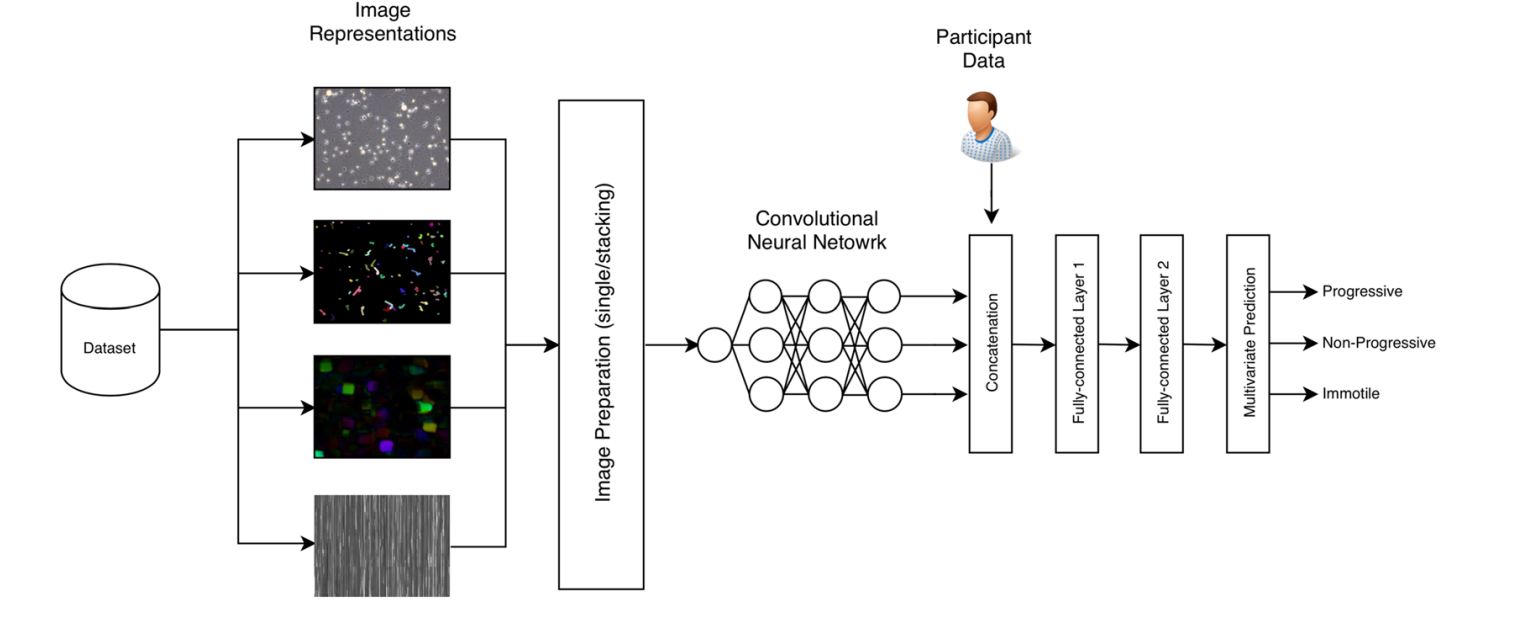 Image
Representations
Participant
Data
Dataset
Image Preparation (single/stacking)
Convolutional
Neural Netowrk
Concatenation
Fully-connected Layer 1
Fully-connected Layer 2
Multivariate Prediction
Progressive
Non-Progressive
Immotile